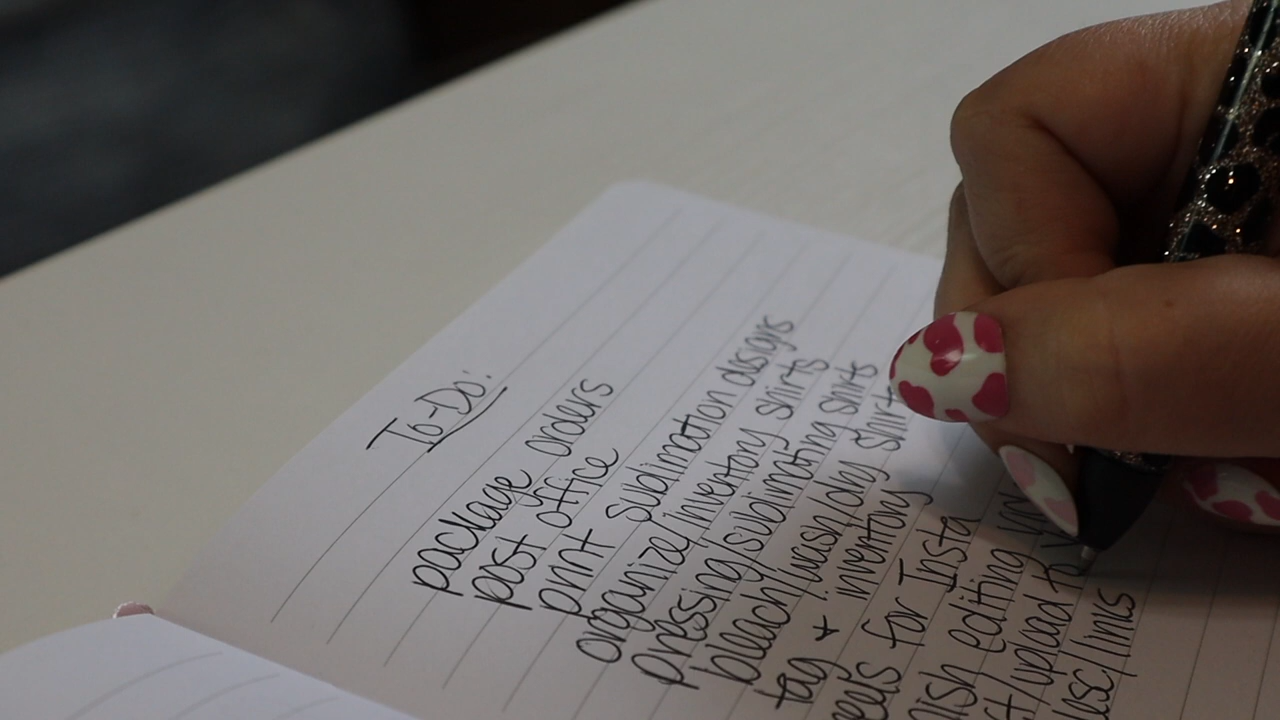 To-Do:
package orders
post office
print sublimation designs
organize/inventory shirts
pressing/sublimating shirts
bleach/wash/dry shirts
tag + inventory
for Insta
editing
/upload to
/links